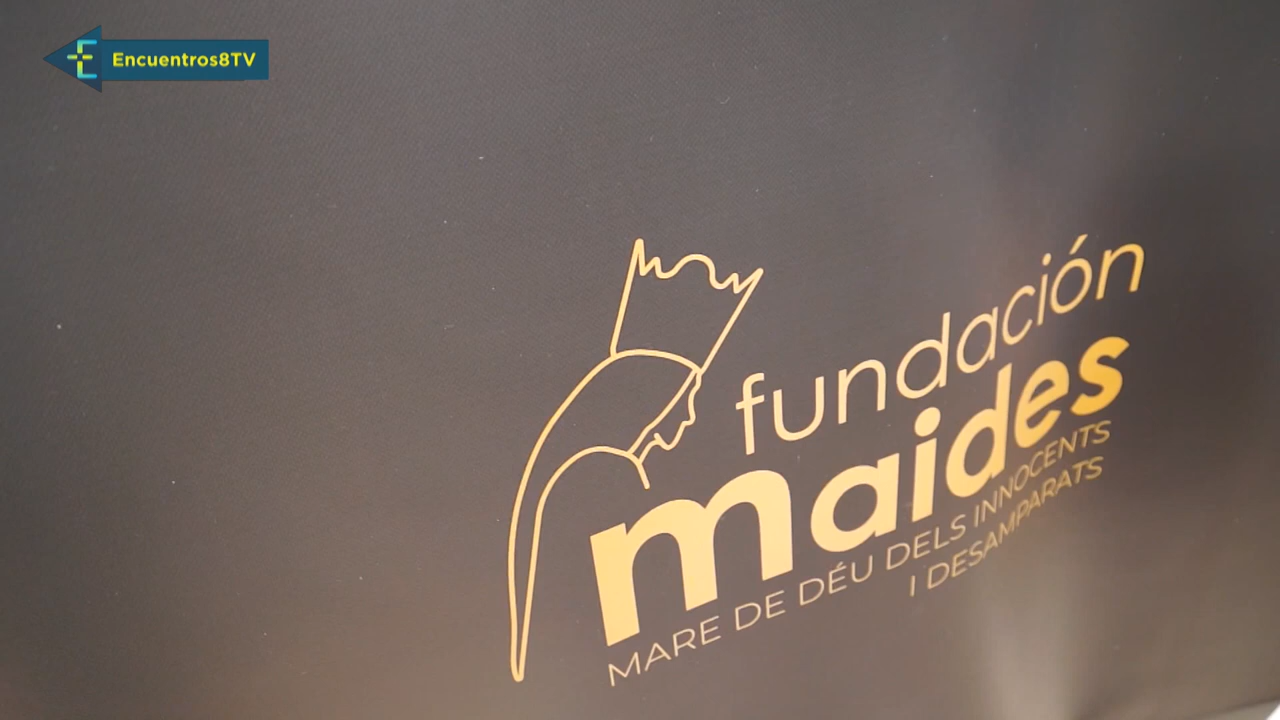 Encuentros8TV
fundación
maides
MARE DE DÉU DELS INNOCENTS
I DESAMPARATS